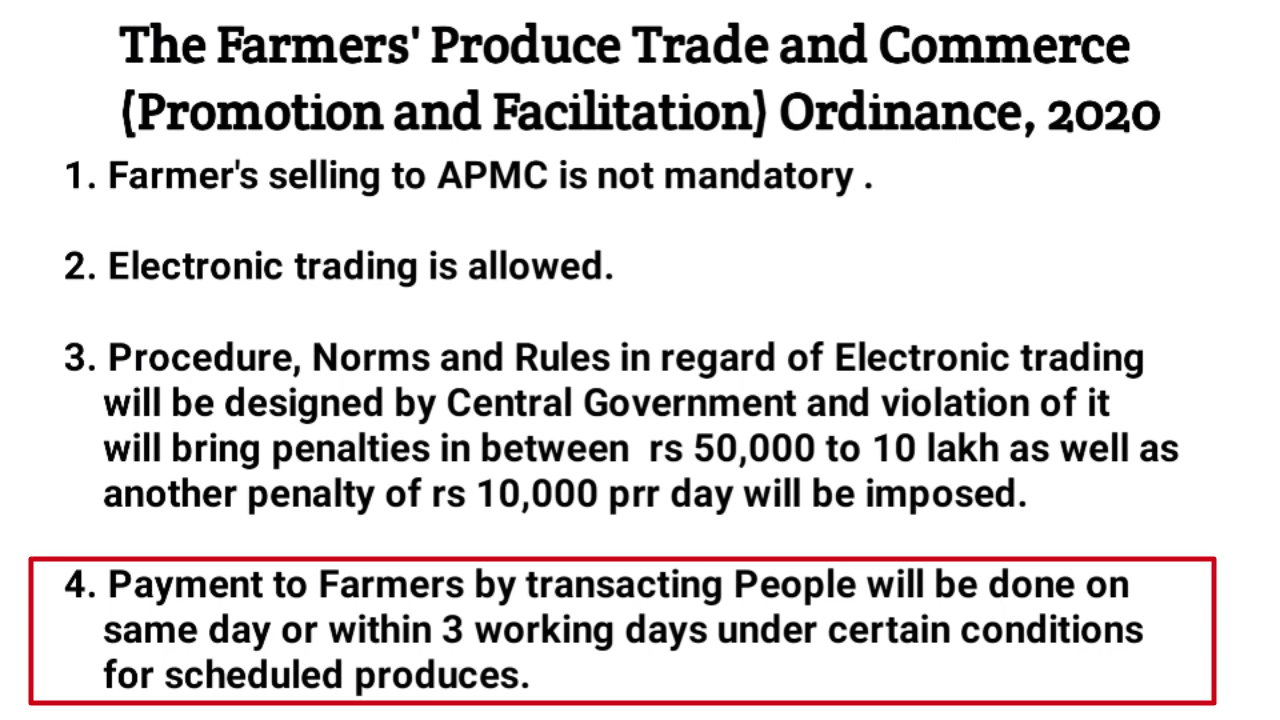 The Farmers' Produce Trade and Commerce
(Promotion and Facilitation) Ordinance, 2020
1. Farmer's selling to APMC is not mandatory .
2. Electronic trading is allowed.
3. Procedure, Norms and Rules in regard of Electronic trading
will be designed by Central Government and violation of it
will bring penalties in between rs 50,000 to 10 lakh as well as
another penalty of rs 10,000 prr day will be imposed.
4. Payment to Farmers by transacting People will be done on
same day or within 3 working days under certain conditions
for scheduled produces.